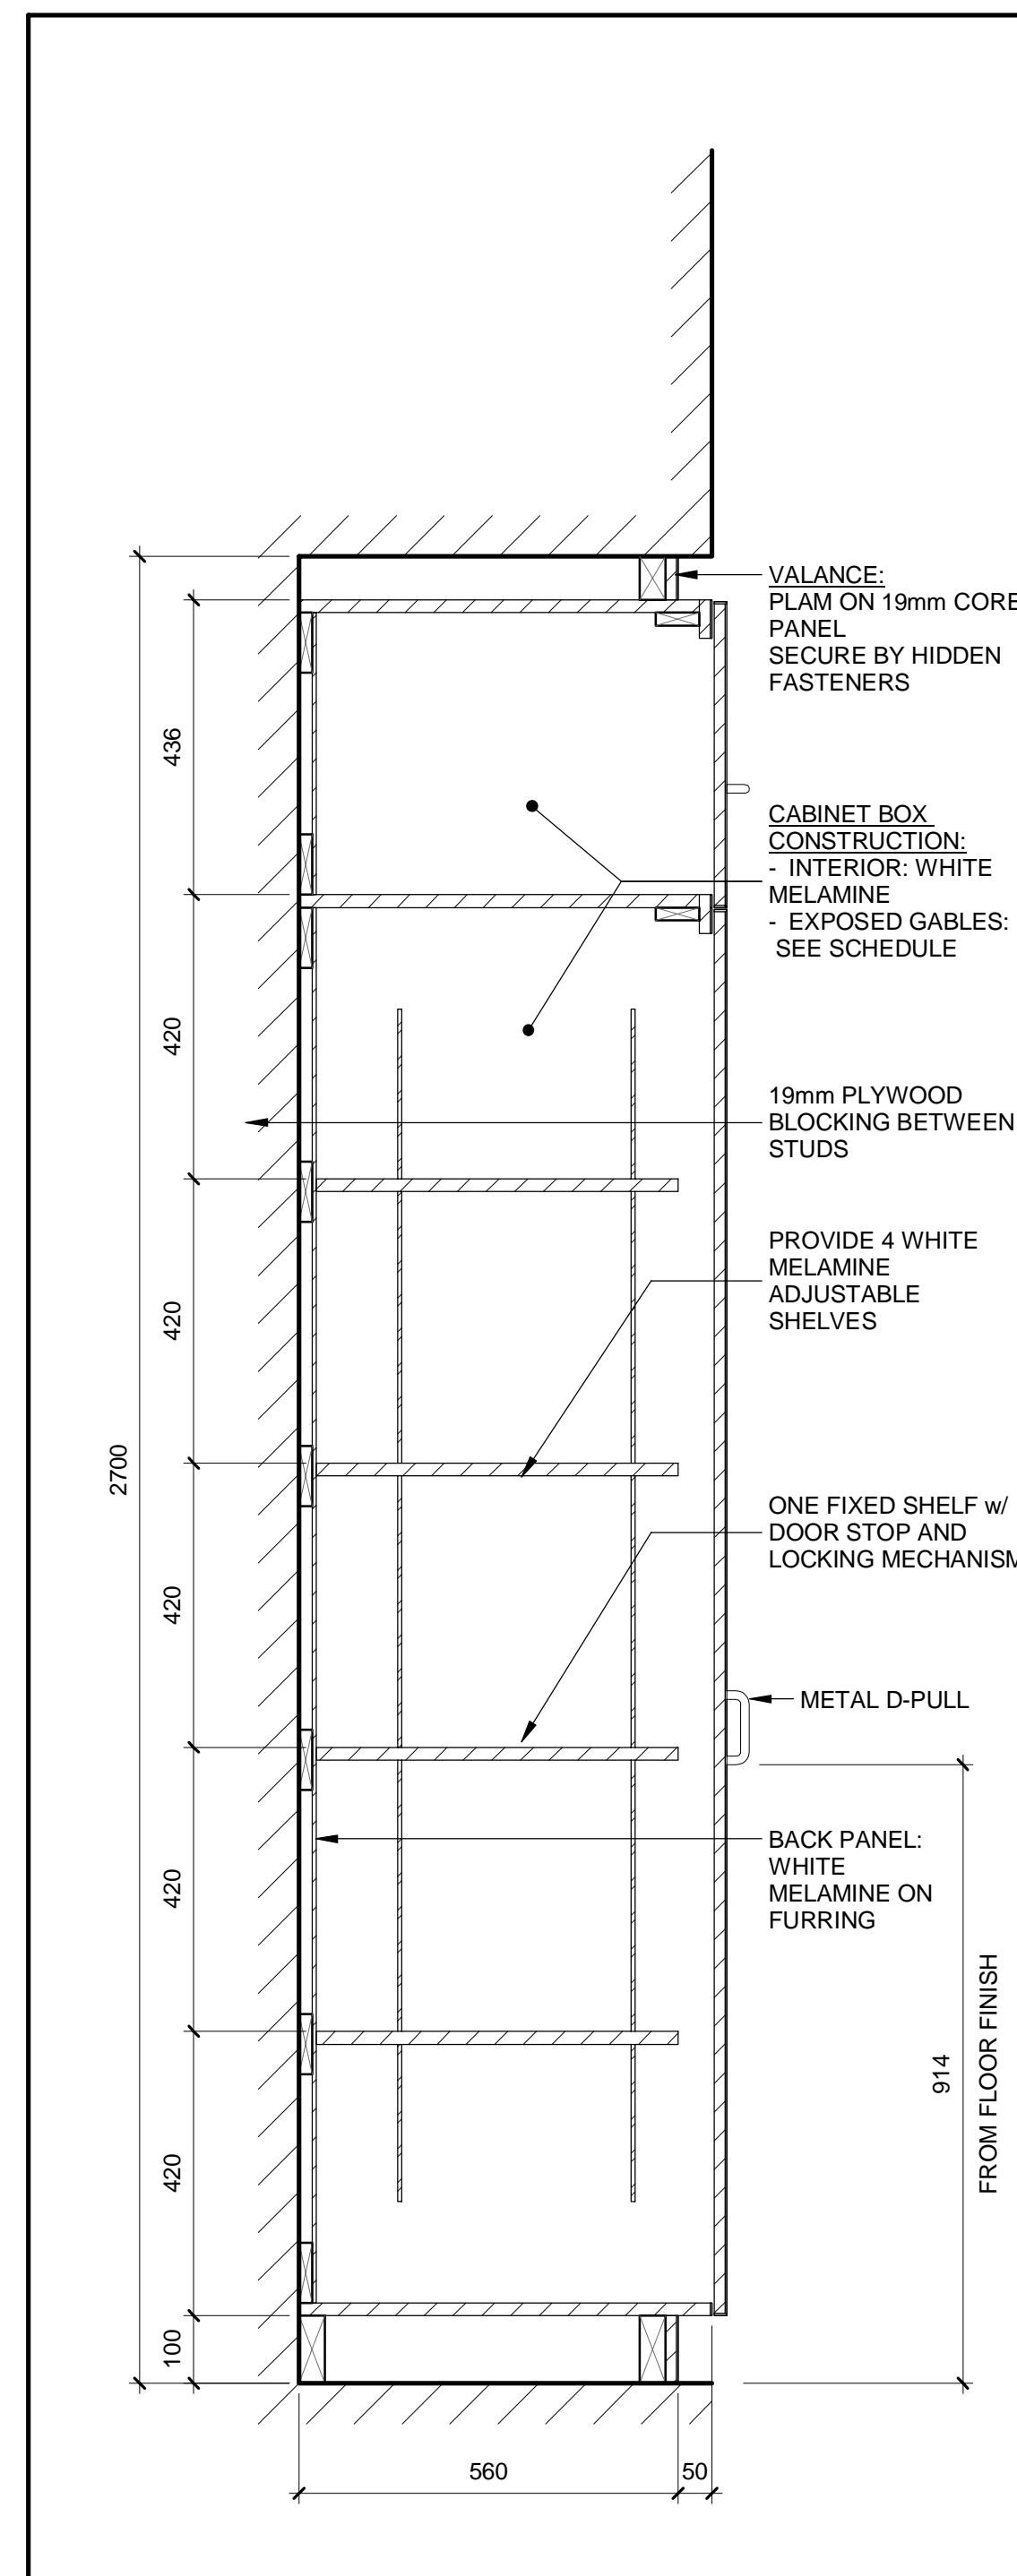 VALANCE:
PLAM ON 19mm CORE
PANEL
SECURE BY HIDDEN
FASTENERS
436
CABINET BOX
CONSTRUCTION:
- INTERIOR: WHITE
MELAMINE
- EXPOSED GABLES:
SEE SCHEDULE
420
19mm PLYWOOD
BLOCKING BETWEEN
STUDS
PROVIDE 4 WHITE
MELAMINE
ADJUSTABLE
SHELVES
420
2700
ONE FIXED SHELF w/
DOOR STOP AND
LOCKING MECHANISM
420
METAL D-PULL
BACK PANEL:
WHITE
MELAMINE ON
FURRING
420
914
FROM FLOOR FINISH
420
100
560
50